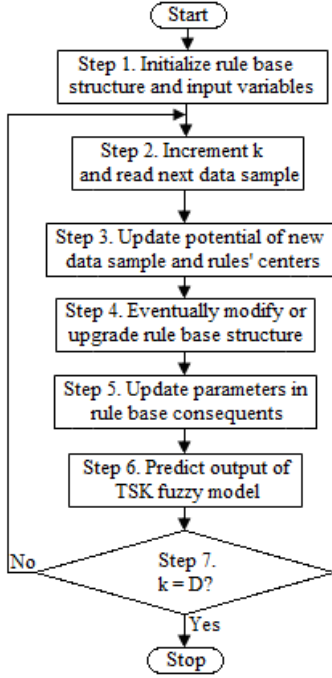 Start
Step 1. Initialize rule base
structure and input variables
Step 2. Increment k
and read next data sample
Step 3. Update potential of new
data sample and rules' centers
Step 4. Eventually modify or
upgrade rule base structure
Step 5. Update parameters in
rule base consequents
Step 6. Predict output of
TSK fuzzy model
No
Step 7.
k = D?
Yes
Stop